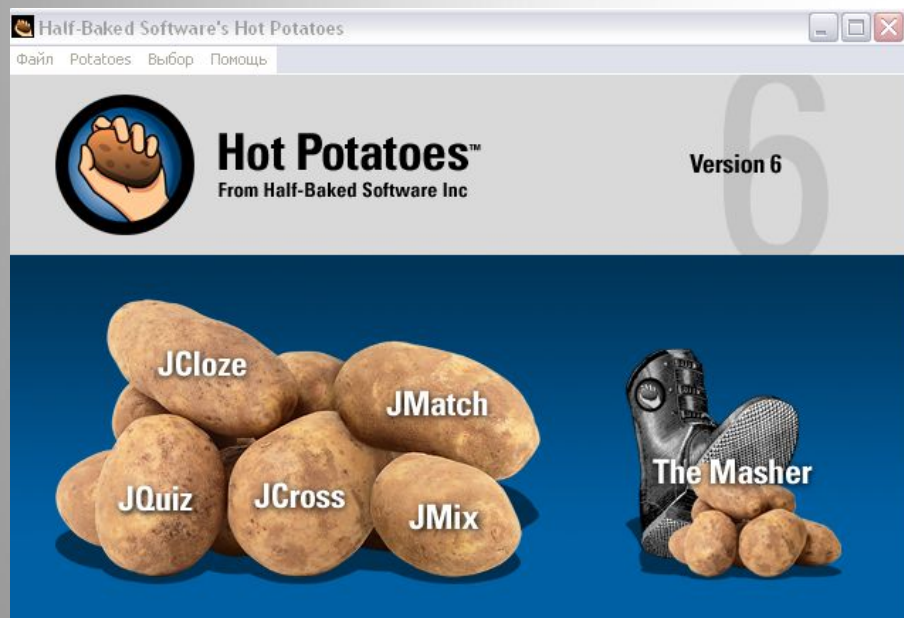 Half-Baked Software's Hot Potatoes
Файл Potatoes Выбор Помощь
Hot Potatoes™
From Half-Baked Software Inc
Version 6
6
JCloze
JMatch
JQuiz
JCross
JMix
The Masher